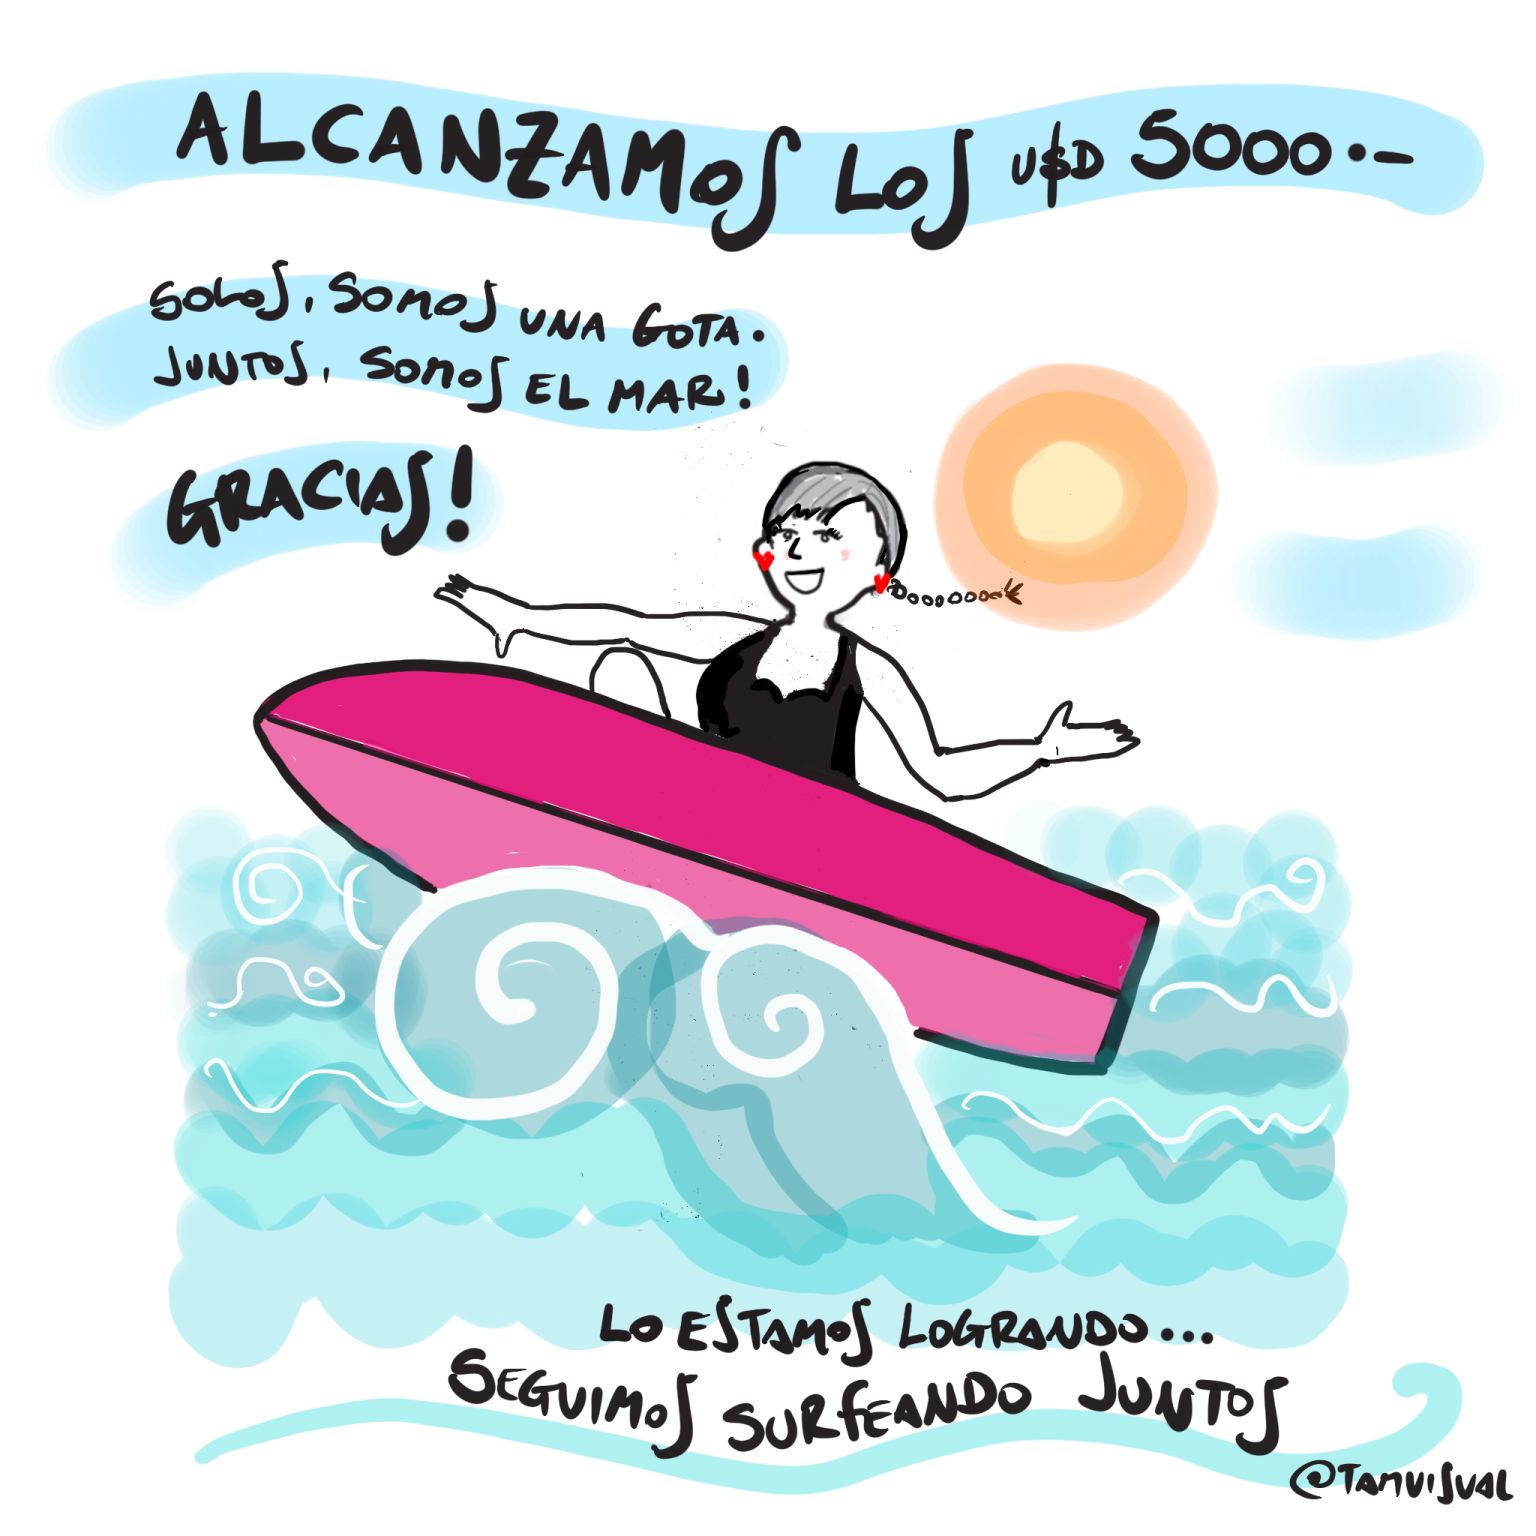 ALCANZAMOS LOS U$D 5000.-
SOLOS, SOMOS UNA GOTA.
JUNTOS, SOMOS EL MAR!
GRACIAS!
LO ESTAMOS LOGRANDO...
SEGUIMOS SURFEANDO JUNTOS
@TAMVISUAL